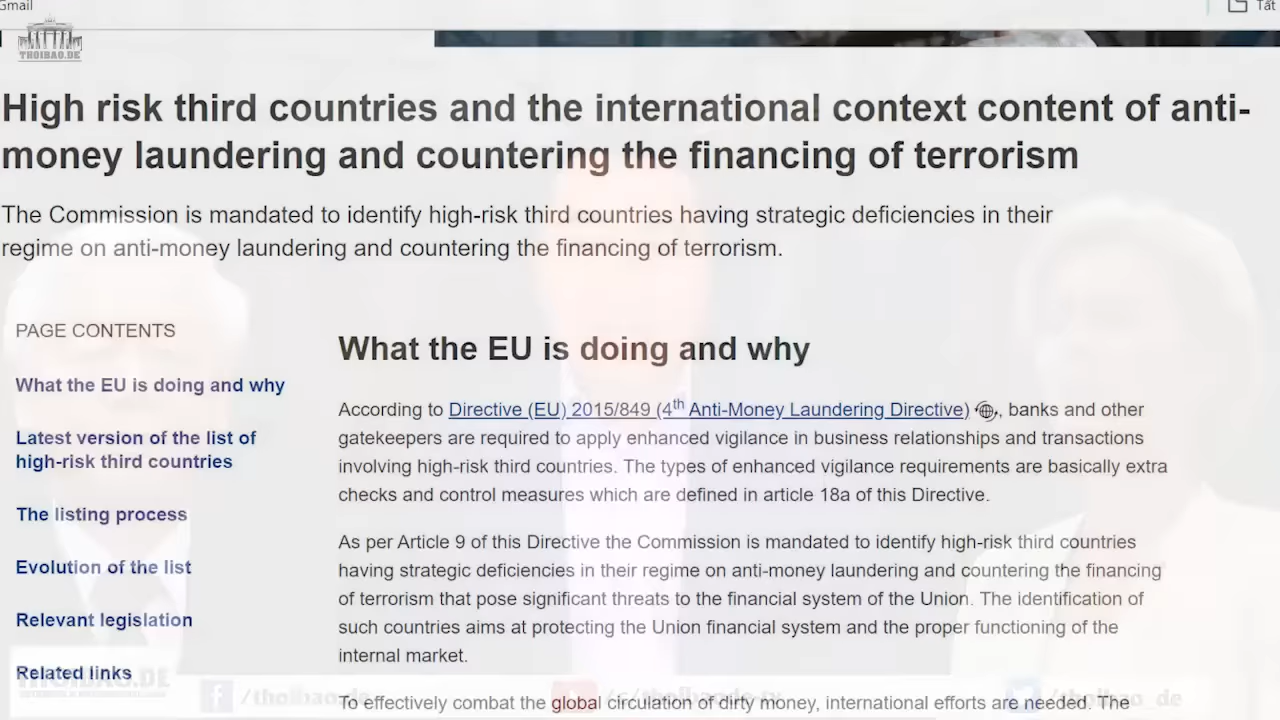 Gmail
Tất
THOIBAO.DE
High risk third countries and the international context content of anti-
money laundering and countering the financing of terrorism
The Commission is mandated to identify high-risk third countries having strategic deficiencies in their
regime on anti-money laundering and countering the financing of terrorism.
PAGE CONTENTS
What the EU is doing and why
Latest version of the list of
high-risk third countries
The listing process
Evolution of the list
Relevant legislation
Related links
What the EU is doing and why
According to Directive (EU) 2015/849 (4th Anti-Money Laundering Directive), banks and other
gatekeepers are required to apply enhanced vigilance in business relationships and transactions
involving high-risk third countries. The types of enhanced vigilance requirements are basically extra
checks and control measures which are defined in article 18a of this Directive.
As per Article 9 of this Directive the Commission is mandated to identify high-risk third countries
having strategic deficiencies in their regime on anti-money laundering and countering the financing
of terrorism that pose significant threats to the financial system of the Union. The identification of
such countries aims at protecting the Union financial system and the proper functioning of the
internal market.
To effectively combat the global circulation of dirty money, international efforts are needed. The
THOIBAO.DE
/thoibao.de
/thoibao_de